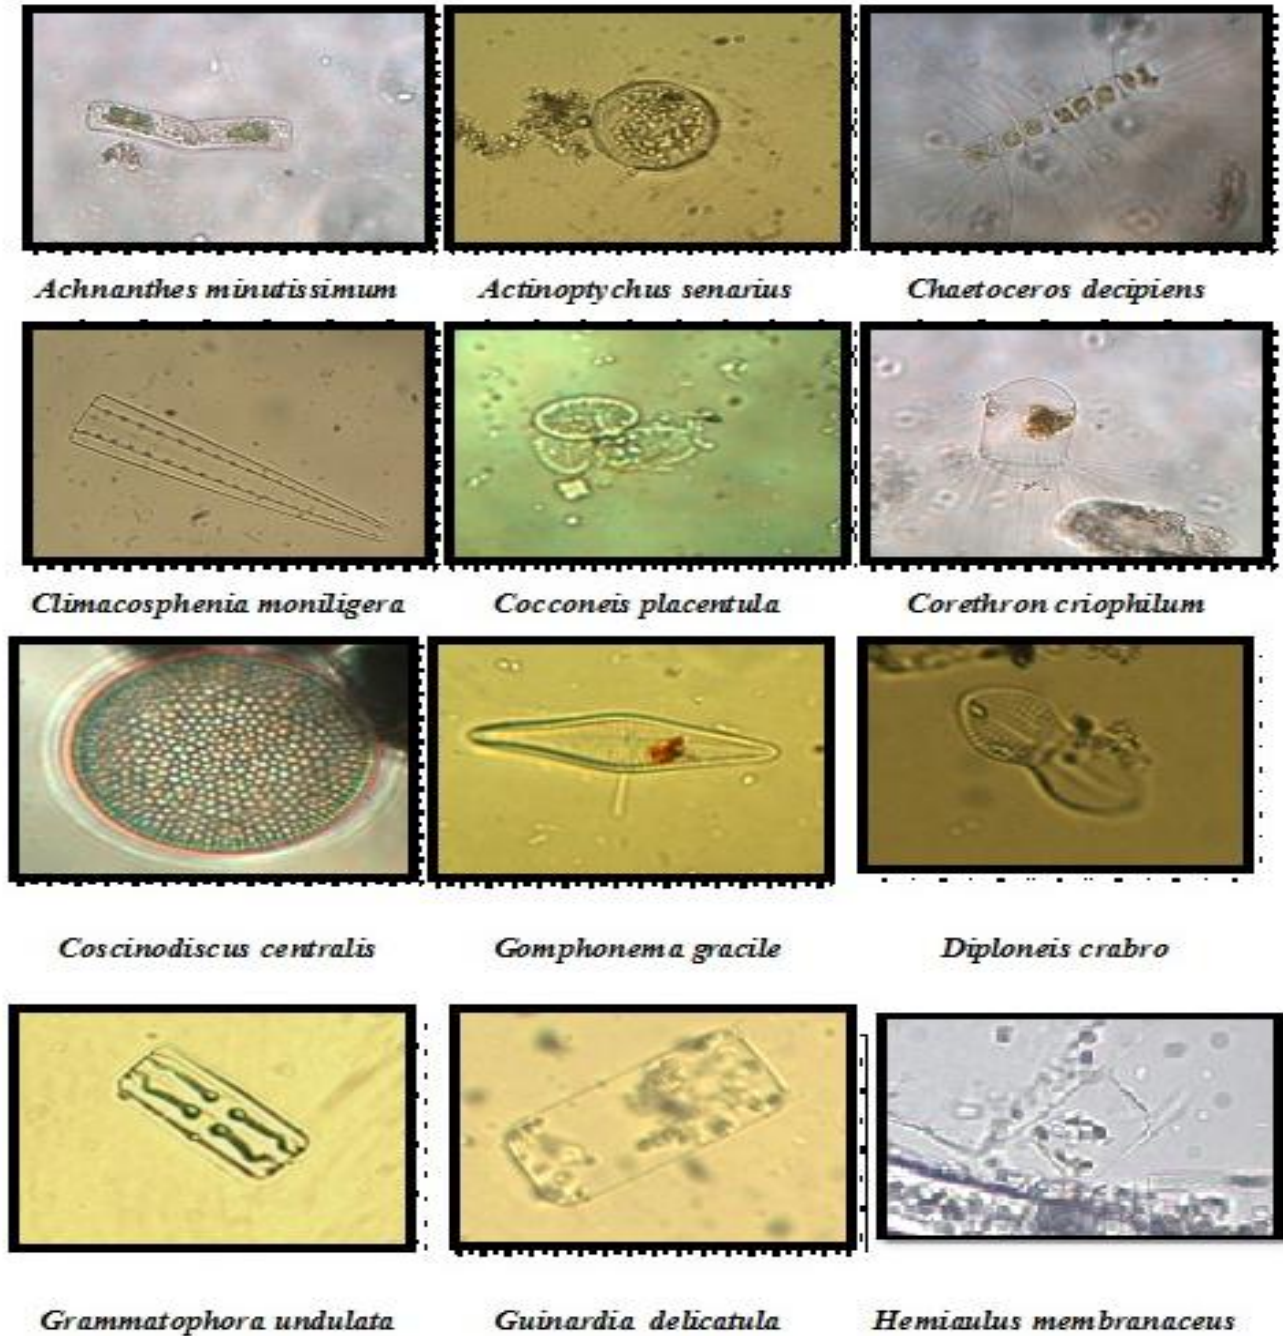 Achnanthes minutissimum Actinoptychus senarius Chaetoceros decipiens
Climacosphenia moniligera Cocconeis placentula Corethron criophilum
Coscinodiscus centralis Gomphonema gracile Diploneis crabro
Grammatophora undulata Guinardia delicatula Hemiaulus membranaceus